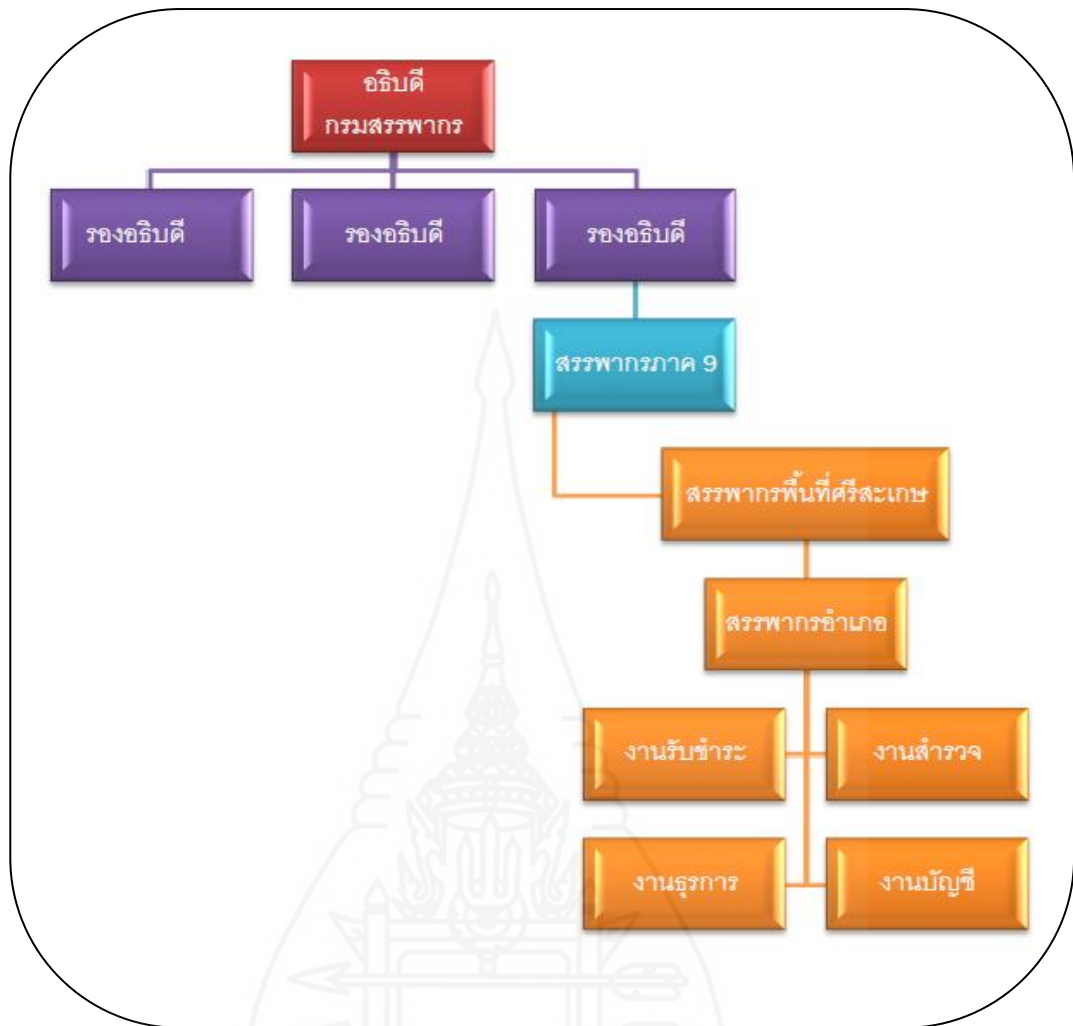 อธิบดี
กรมสรรพากร
รองอธิบดี
รองอธิบดี
รองอธิบดี
สรรพากรภาค 9
สรรพากรพื้นที่ศรีสะเกษ
สรรพากรอำเภอ
งานรับชำระ
งานสำรวจ
งานธุรการ
งานบัญชี